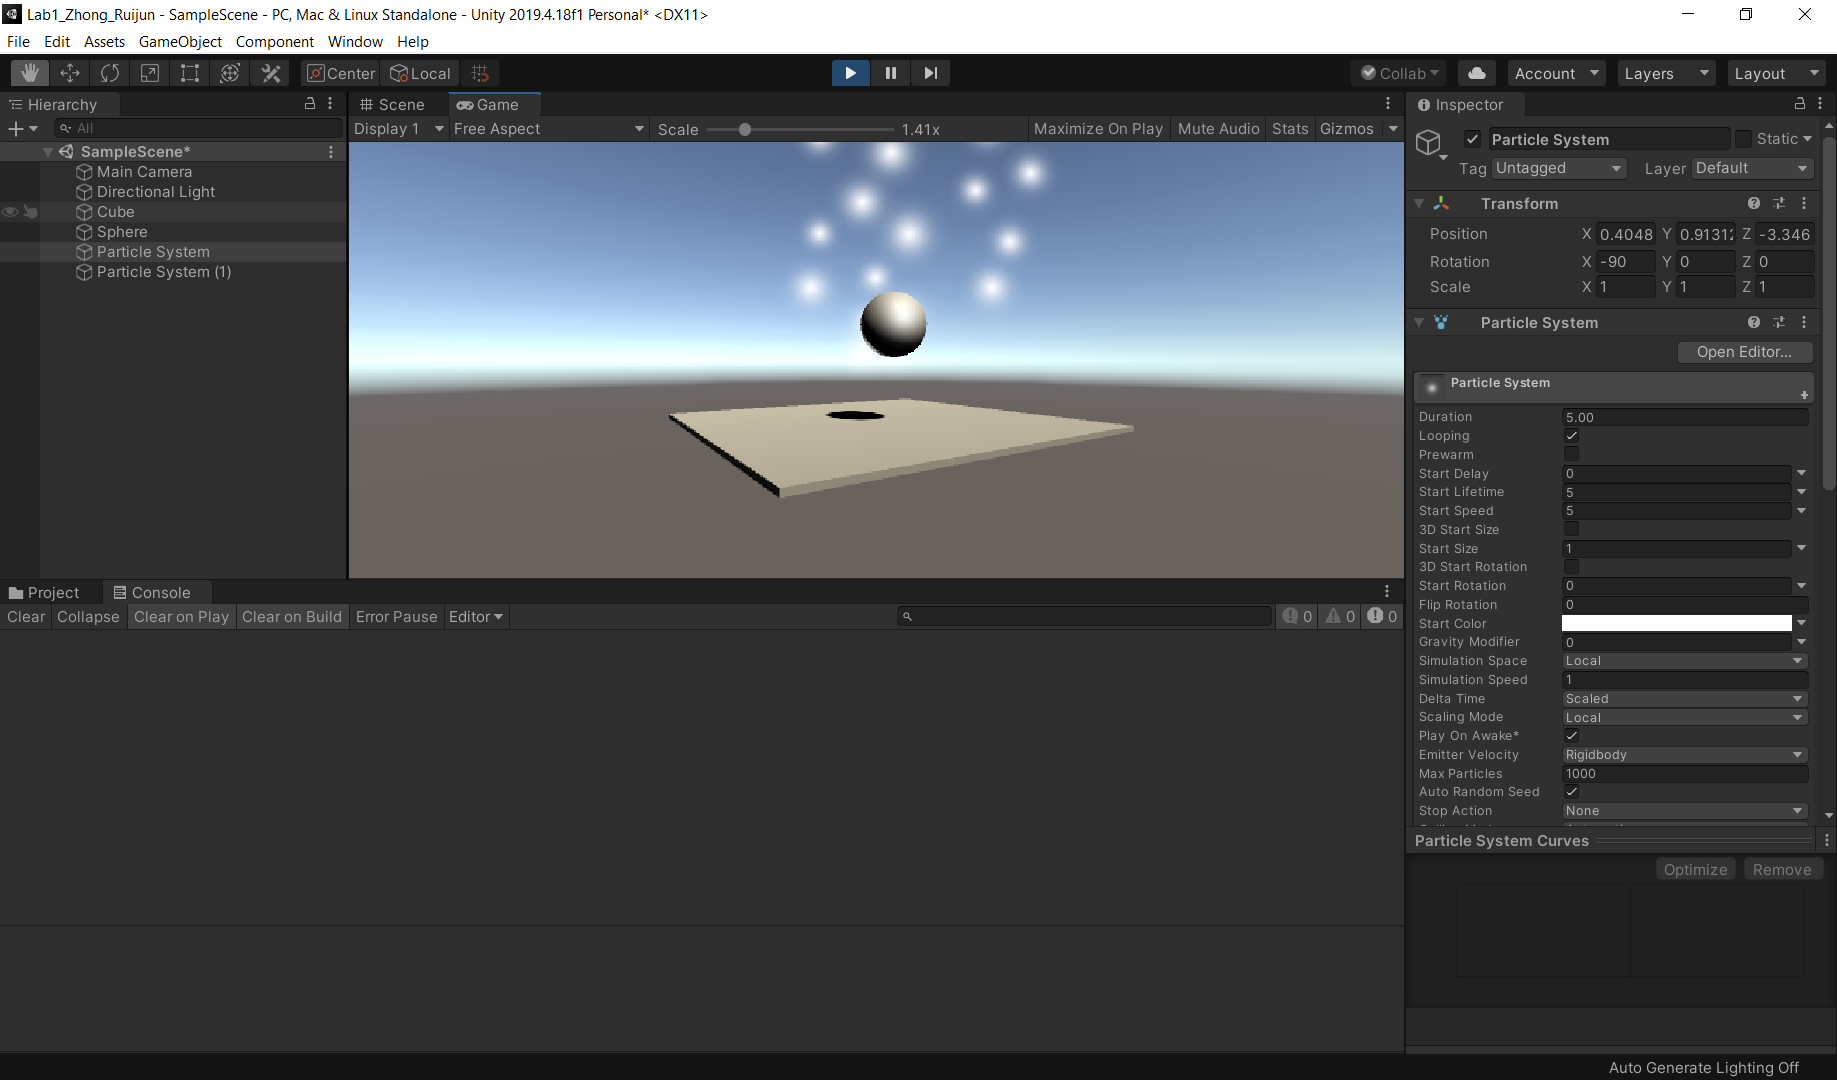 Lab1_Zhong_Ruijun - SampleScene - PC, Mac & Linux Standalone - Unity 2019.4.18f1 Personal* <DX11>
File Edit Assets GameObject Component Window Help
Center Local Collab Account Layers Layout
Hierarchy
All
SampleScene*
Main Camera
Directional Light
Cube
Sphere
Particle System
Particle System (1)
Scene Game
Display 1 Free Aspect Scale 1.41x Maximize On Play Mute Audio Stats Gizmos
Inspector
Particle System Static
Tag Untagged Layer Default
Transform
Position X 0.4048 Y 0.9131 Z -3.346
Rotation X -90 Y 0 Z 0
Scale X 1 Y 1 Z 1
Particle System
Open Editor...
Particle System
Duration 5.00
Looping
Prewarm
Start Delay 0
Start Lifetime 5
Start Speed 5
3D Start Size
Start Size 1
3D Start Rotation
Start Rotation 0
Flip Rotation 0
Start Color
Gravity Modifier 0
Simulation Space Local
Simulation Speed 1
Delta Time Scaled
Scaling Mode Local
Play On Awake*
Emitter Velocity Rigidbody
Max Particles 1000
Auto Random Seed
Stop Action None
Particle System Curves
Optimize Remove
Project Console
Clear Collapse Clear on Play Clear on Build Error Pause Editor 0 0 0
Auto Generate Lighting Off